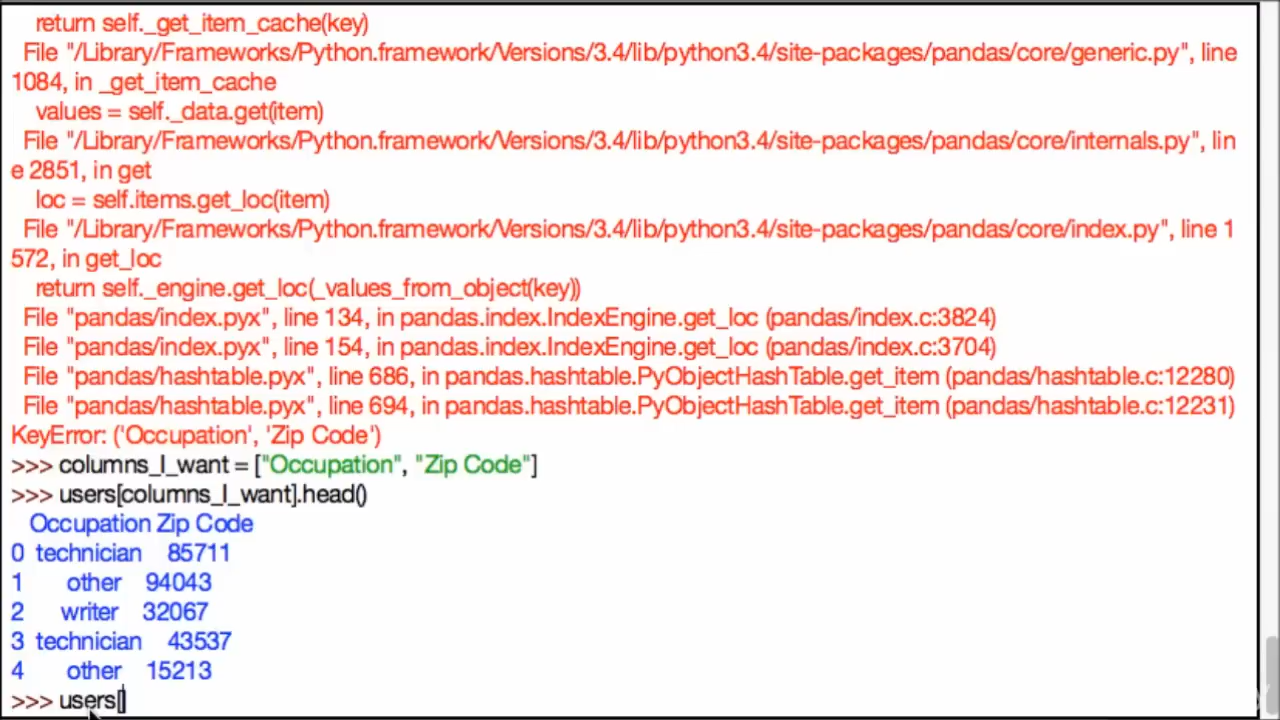 return self._get_item_cache(key)
File "/Library/Frameworks/Python.framework/Versions/3.4/lib/python3.4/site-packages/pandas/core/generic.py", line
1084, in _get_item_cache
values = self._data.get(item)
File "/Library/Frameworks/Python.framework/Versions/3.4/lib/python3.4/site-packages/pandas/core/internals.py", lin
e 2851, in get
loc = self.items.get_loc(item)
File "/Library/Frameworks/Python.framework/Versions/3.4/lib/python3.4/site-packages/pandas/core/index.py", line 1
572, in get_loc
return self._engine.get_loc(_values_from_object(key))
File "pandas/index.pyx", line 134, in pandas.index.IndexEngine.get_loc (pandas/index.c:3824)
File "pandas/index.pyx", line 154, in pandas.index.IndexEngine.get_loc (pandas/index.c:3704)
File "pandas/hashtable.pyx", line 686, in pandas.hashtable.PyObjectHashTable.get_item (pandas/hashtable.c:12280)
File "pandas/hashtable.pyx", line 694, in pandas.hashtable.PyObjectHashTable.get_item (pandas/hashtable.c:12231)
KeyError: ('Occupation', 'Zip Code')
>>> columns_I_want = ["Occupation", "Zip Code"]
>>> users[columns_I_want].head()
Occupation Zip Code
0 technician 85711
1 other 94043
2 writer 32067
3 technician 43537
4 other 15213
>>> users[]